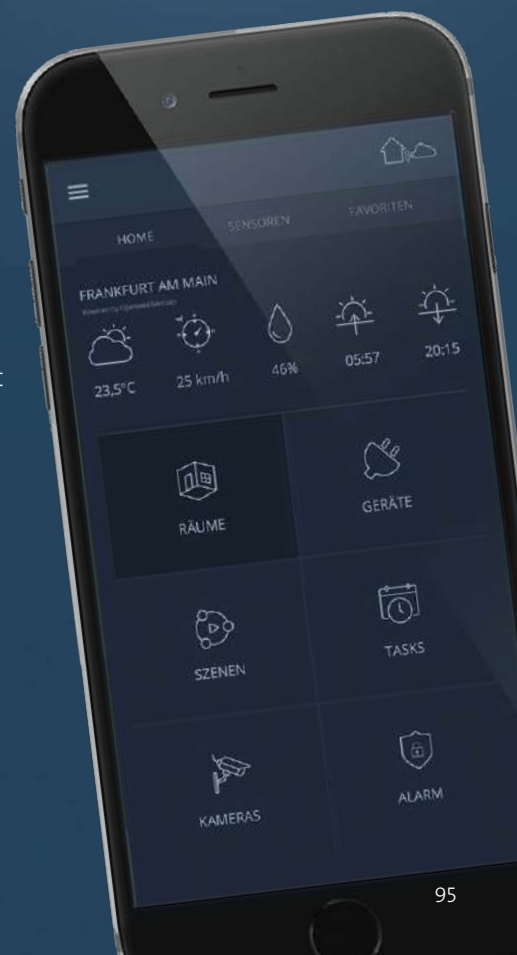 t
HOME SENSOREN FAVORITEN
FRANKFURT AM MAIN
23,5°C 25 km/h 46% 05:57 20:15
RÄUME GERÄTE
SZENEN TASKS
KAMERAS ALARM
95